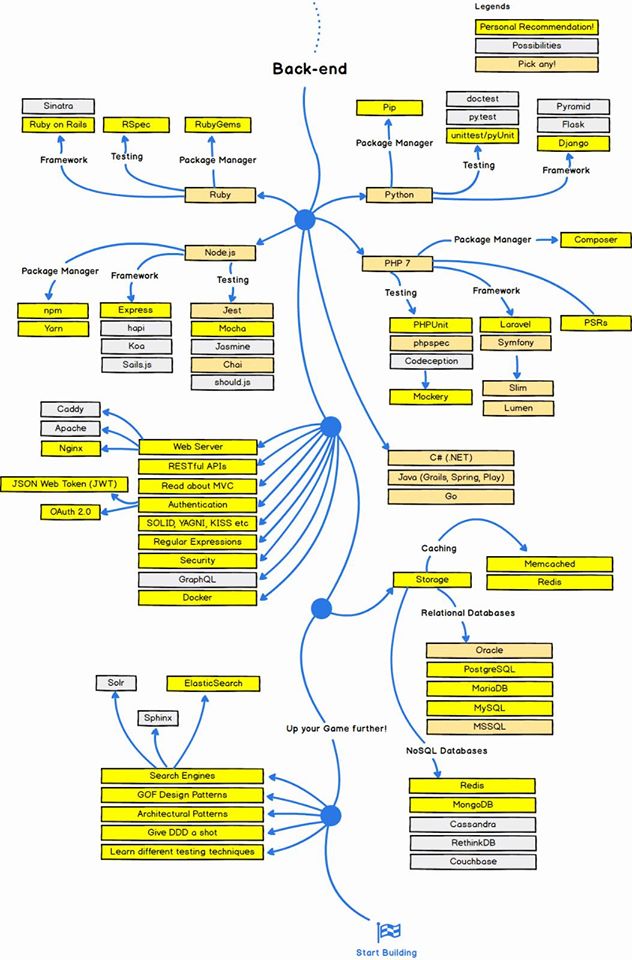 Legends
Personal Recommendation!
Possibilities
Pick any!
Back-end
Sinatra
Ruby on Rails
RSpec
RubyGems
Framework
Testing
Package Manager
Ruby
Pip
doctest
py.test
unittest/pyUnit
Pyramid
Flask
Django
Package Manager
Testing
Framework
Python
Node.js
Package Manager
Framework
Testing
npm
Yarn
Express
hapi
Koa
Sails.js
Jest
Mocha
Jasmine
Chai
should.js
PHP 7
Package Manager
Composer
Testing
Framework
PHPUnit
phpspec
Codeception
Mockery
Laravel
Symfony
Slim
Lumen
PSRs
Caddy
Apache
Nginx
JSON Web Token (JWT)
OAuth 2.0
Web Server
RESTful APIs
Read about MVC
Authentication
SOLID, YAGNI, KISS etc
Regular Expressions
Security
GraphQL
Docker
C# (.NET)
Java (Grails, Spring, Play)
Go
Caching
Memcached
Redis
Storage
Relational Databases
Oracle
PostgreSQL
MariaDB
MySQL
MSSQL
NoSQL Databases
Redis
MongoDB
Cassandra
RethinkDB
Couchbase
Solr
Sphinx
ElasticSearch
Up your Game further!
Search Engines
GOF Design Patterns
Architectural Patterns
Give DDD a shot
Learn different testing techniques
Start Building